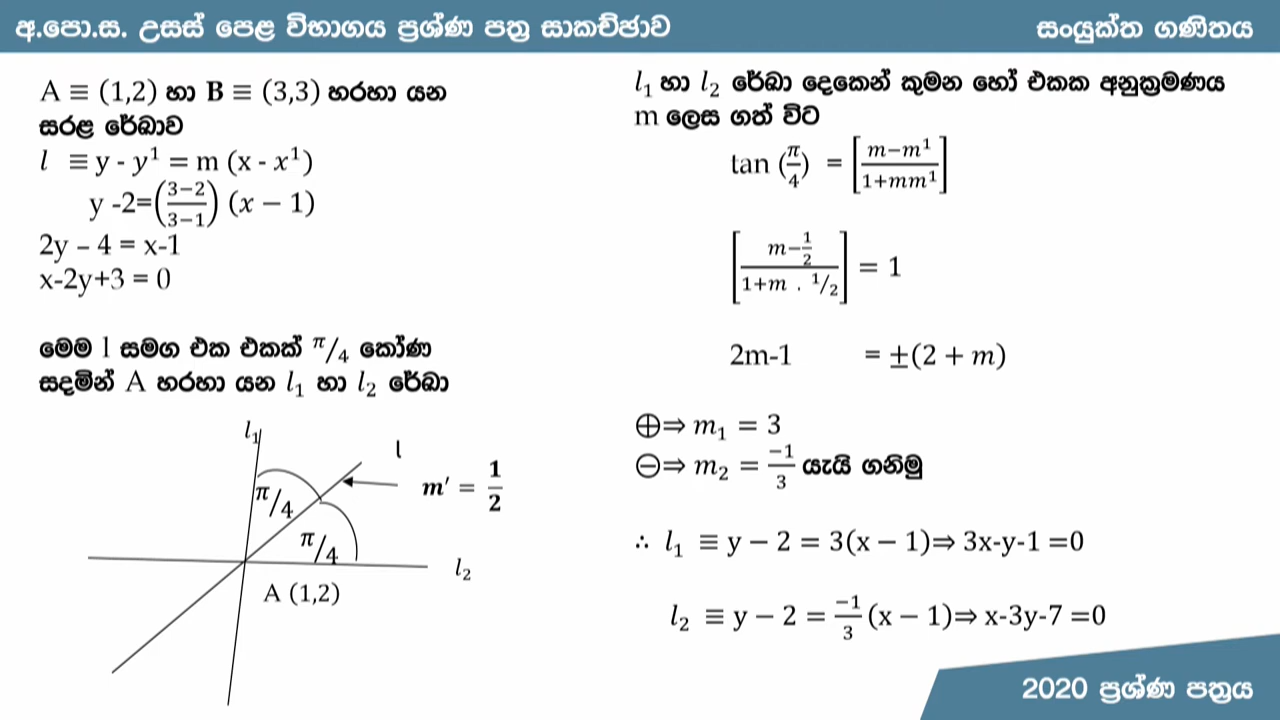 අ.පො.ස. උසස් පෙළ විභාගය ප්‍රශ්ණ පත්‍ර සාකච්ඡාව
සංයුක්ත ගණිතය
A ≡ (1,2) හා B ≡ (3,3) හරහා යන
සරළ රේඛාව
l ≡ y - y¹ = m (x - x¹)
y -2=((3−2)/(3−1)) (x − 1)
2y – 4 = x-1
x-2y+3 = 0
මෙම l සමග එක එකක් π/4 කෝණ
සදමින් A හරහා යන l₁ හා l₂ රේඛා
l₁
l
m′ = 1/2
π/4
π/4
l₂
A (1,2)
l₁ හා l₂ රේඛා දෙකෙන් කුමන හෝ එකක අනුක්‍රමණය
m ලෙස ගත් විට
tan (π/4) = [(m−m¹)/(1+mm¹)]
[(m−1/2)/(1+m . 1/2)] = 1
2m-1 = ±(2 + m)
⊕⇒ m₁ = 3
⊖⇒ m₂ = −1/3 යැයි ගනිමු
∴ l₁ ≡ y − 2 = 3(x − 1)⇒ 3x-y-1 =0
l₂ ≡ y − 2 = −1/3 (x − 1)⇒ x-3y-7 =0
2020 ප්‍රශ්ණ පත්‍රය